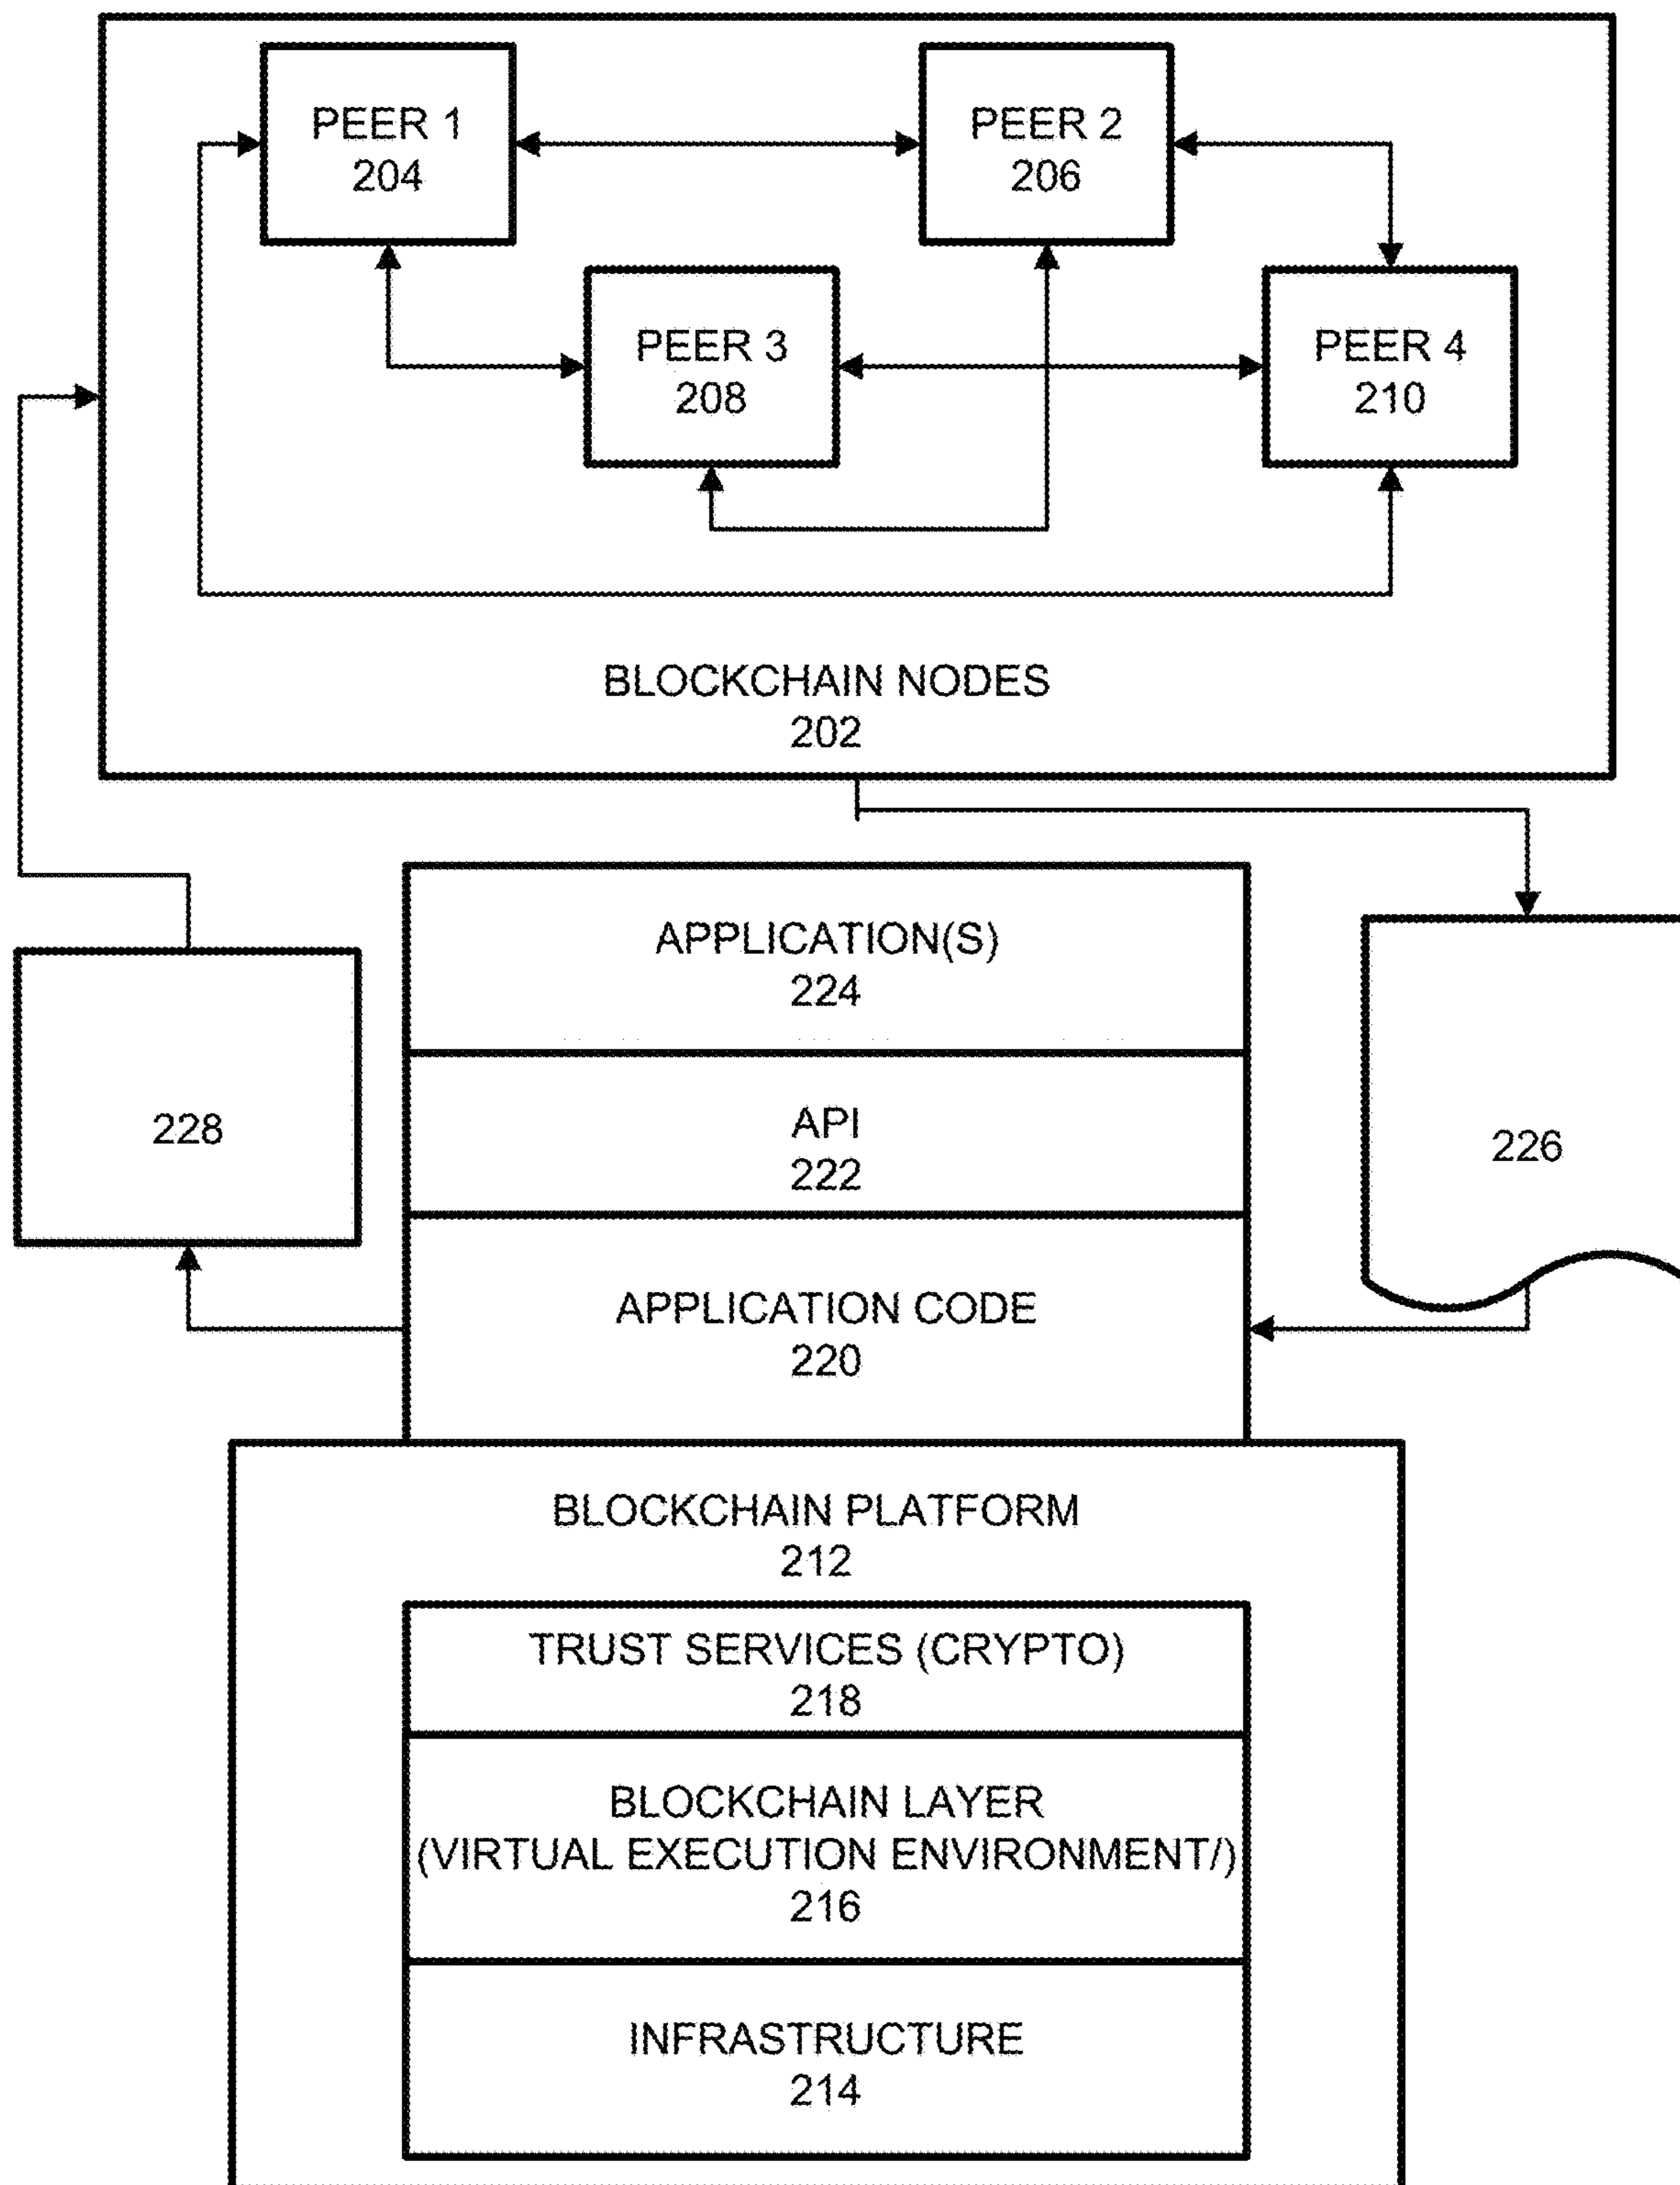 PEER 1
204
PEER 2
206
PEER 3
208
PEER 4
210
BLOCKCHAIN NODES
202
APPLICATION(S)
224
API
222
228
226
APPLICATION CODE
220
BLOCKCHAIN PLATFORM
212
TRUST SERVICES (CRYPTO)
218
BLOCKCHAIN LAYER
(VIRTUAL EXECUTION ENVIRONMENT/)
216
INFRASTRUCTURE
214